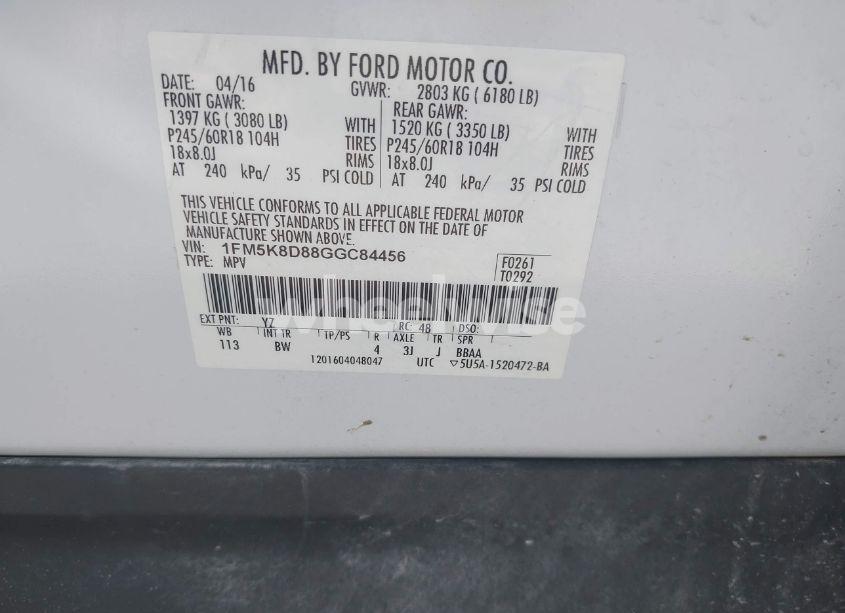 MFD. BY FORD MOTOR CO.
DATE: 04/16 GVWR: 2803 KG ( 6180 LB)
FRONT GAWR: REAR GAWR:
1397 KG ( 3080 LB) WITH 1520 KG ( 3350 LB) WITH
P245/60R18 104H TIRES P245/60R18 104H TIRES
18x8.0J RIMS 18x8.0J RIMS
AT 240 kPa/ 35 PSI COLD AT 240 kPa/ 35 PSI COLD
THIS VEHICLE CONFORMS TO ALL APPLICABLE FEDERAL MOTOR
VEHICLE SAFETY STANDARDS IN EFFECT ON THE DATE OF
MANUFACTURE SHOWN ABOVE.
VIN: 1FM5K8D88GGC84456 F0261
TYPE: MPV T0292
wheelwise
EXT PNT: YZ RC: 48 DSO:
WB INT TR TP/PS R AXLE TR SPR
113 BW 4 3J J BBAA
1201604048047 UTC ▽5U5A-1520472-BA